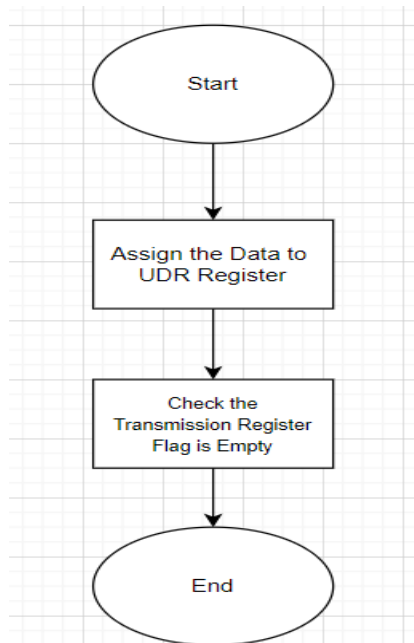 Start
Assign the Data to
UDR Register
Check the
Transmission Register
Flag is Empty
End